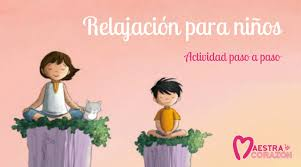 Relajación para niños
Actividad paso a paso
MAESTRA de
CORAZÓN